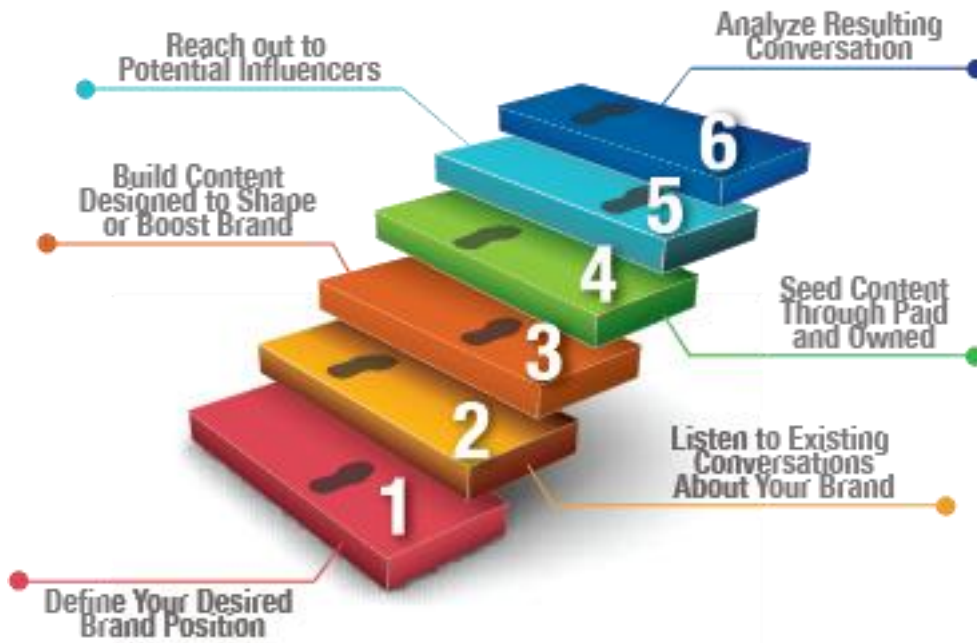 Analyze Resulting
Conversation
Reach out to
Potential Influencers
6
Build Content
Designed to Shape
or Boost Brand
5
4
Seed Content
Through Paid
and Owned
3
2
Listen to Existing
Conversations
About Your Brand
1
Define Your Desired
Brand Position